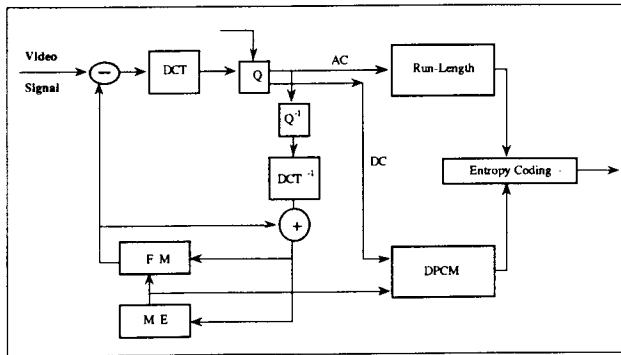 Video
Signal
DCT
Q
AC
Run-Length
Q -1
DCT -1
DC
Entropy Coding
+
F M
DPCM
M E